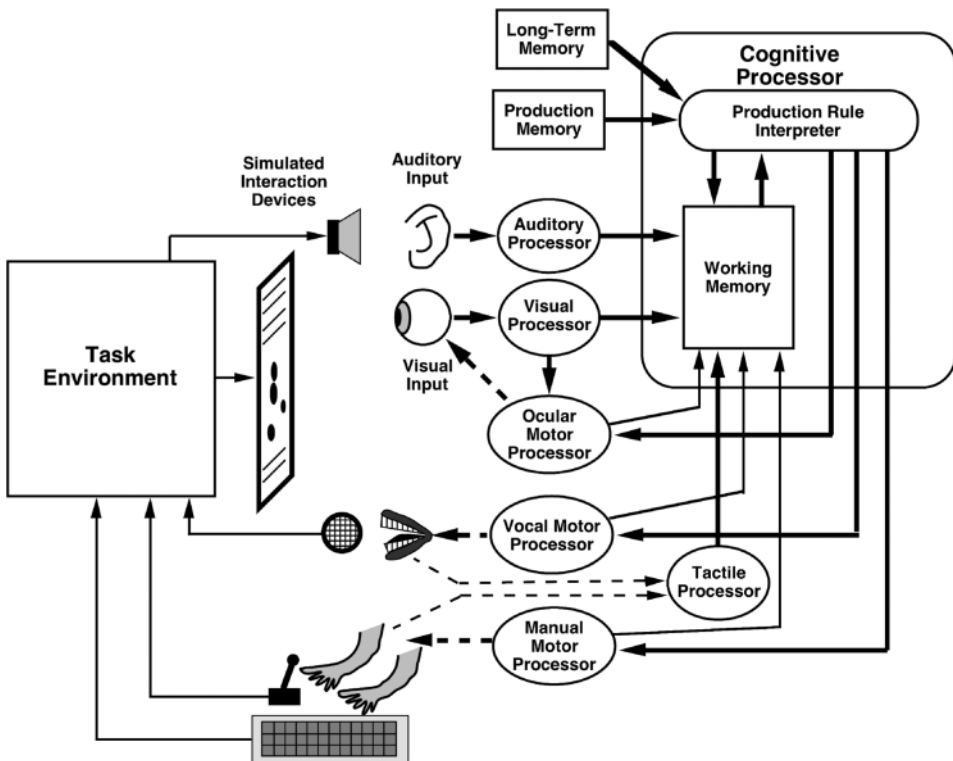 Long-Term
Memory
Cognitive
Processor
Production
Memory
Production Rule
Interpreter
Simulated
Interaction
Devices
Auditory
Input
Auditory
Processor
Working
Memory
Visual
Processor
Task
Environment
Visual
Input
Ocular
Motor
Processor
Vocal Motor
Processor
Tactile
Processor
Manual
Motor
Processor